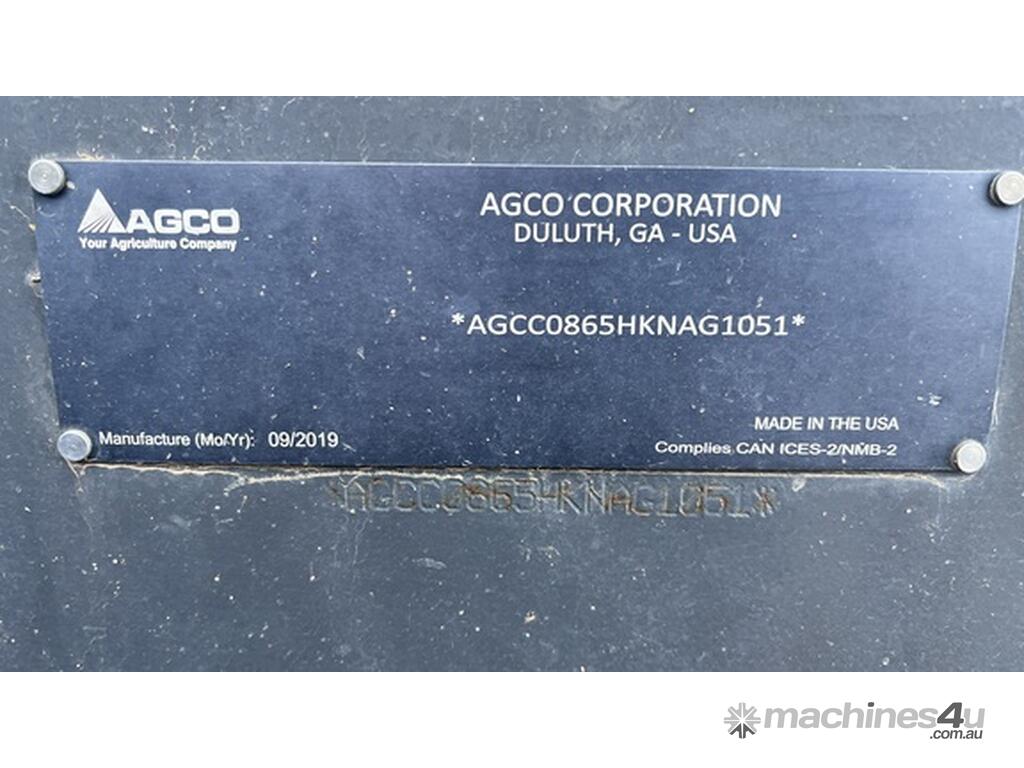 AGCO
Your Agriculture Company
AGCO CORPORATION
DULUTH, GA - USA
*AGCC0865HKNAG1051*
Manufacture (Mo/Yr): 09/2019
MADE IN THE USA
Complies CAN ICES-2/NMB-2
*AGCC0865HKNAG1051*
machines4u
.com.au